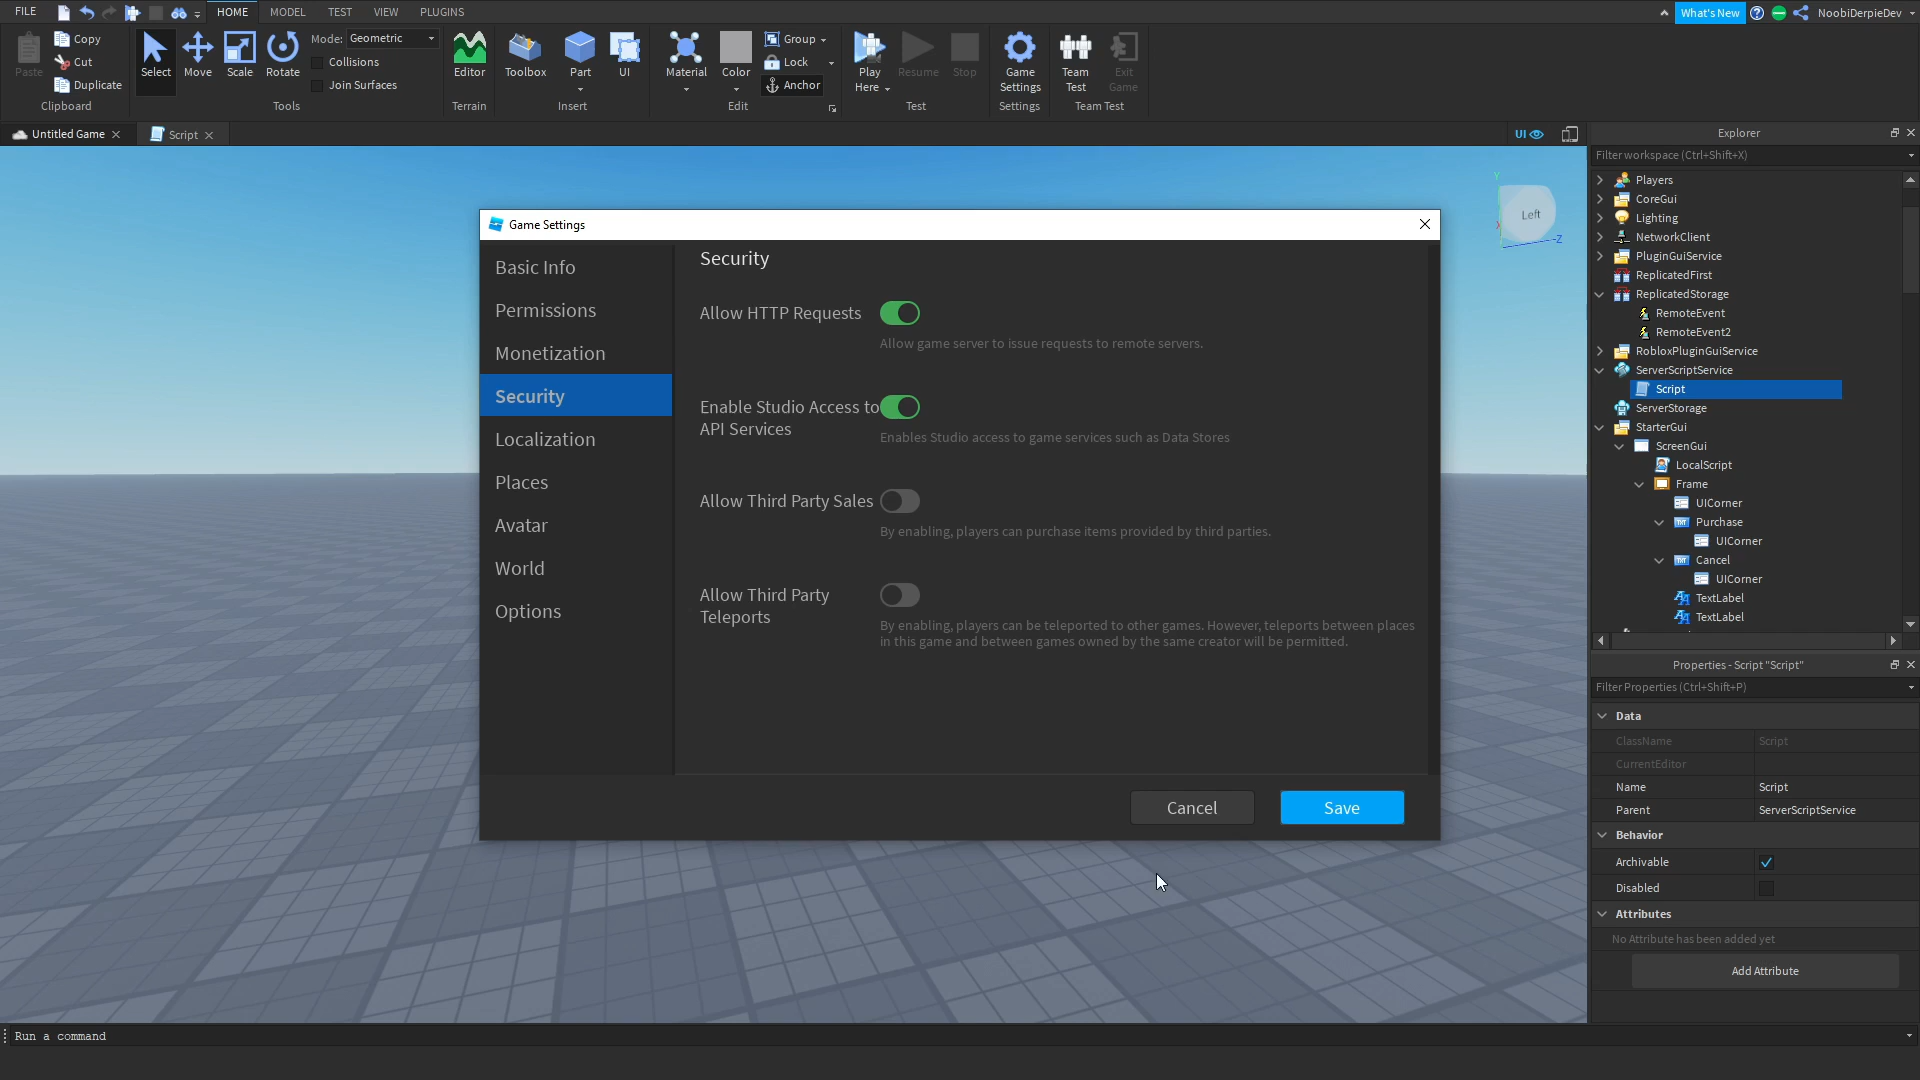 FILE
HOME
MODEL
TEST
VIEW
PLUGINS
What's New
NoobiDerpieDev
Paste
Copy
Cut
Duplicate
Clipboard
Select
Move
Scale
Rotate
Mode: Geometric
Collisions
Join Surfaces
Tools
Editor
Terrain
Toolbox
Part
UI
Insert
Material
Color
Group
Lock
Anchor
Edit
Play Here
Resume
Stop
Test
Game Settings
Settings
Team Test
Exit Game
Team Test
Untitled Game
Script
UI
Left
Y
-Z
Game Settings
Basic Info
Permissions
Monetization
Security
Localization
Places
Avatar
World
Options
Security
Allow HTTP Requests
Allow game server to issue requests to remote servers.
Enable Studio Access to
API Services
Enables Studio access to game services such as Data Stores
Allow Third Party Sales
By enabling, players can purchase items provided by third parties.
Allow Third Party
Teleports
By enabling, players can be teleported to other games. However, teleports between places
in this game and between games owned by the same creator will be permitted.
Cancel
Save
Explorer
Filter workspace (Ctrl+Shift+X)
Players
CoreGui
Lighting
NetworkClient
PluginGuiService
ReplicatedFirst
ReplicatedStorage
RemoteEvent
RemoteEvent2
RobloxPluginGuiService
ServerScriptService
Script
ServerStorage
StarterGui
ScreenGui
LocalScript
Frame
UICorner
Purchase
UICorner
Cancel
UICorner
TextLabel
TextLabel
Properties - Script "Script"
Filter Properties (Ctrl+Shift+P)
Data
ClassName Script
CurrentEditor
Name Script
Parent ServerScriptService
Behavior
Archivable
Disabled
Attributes
No Attribute has been added yet
Add Attribute
Run a command